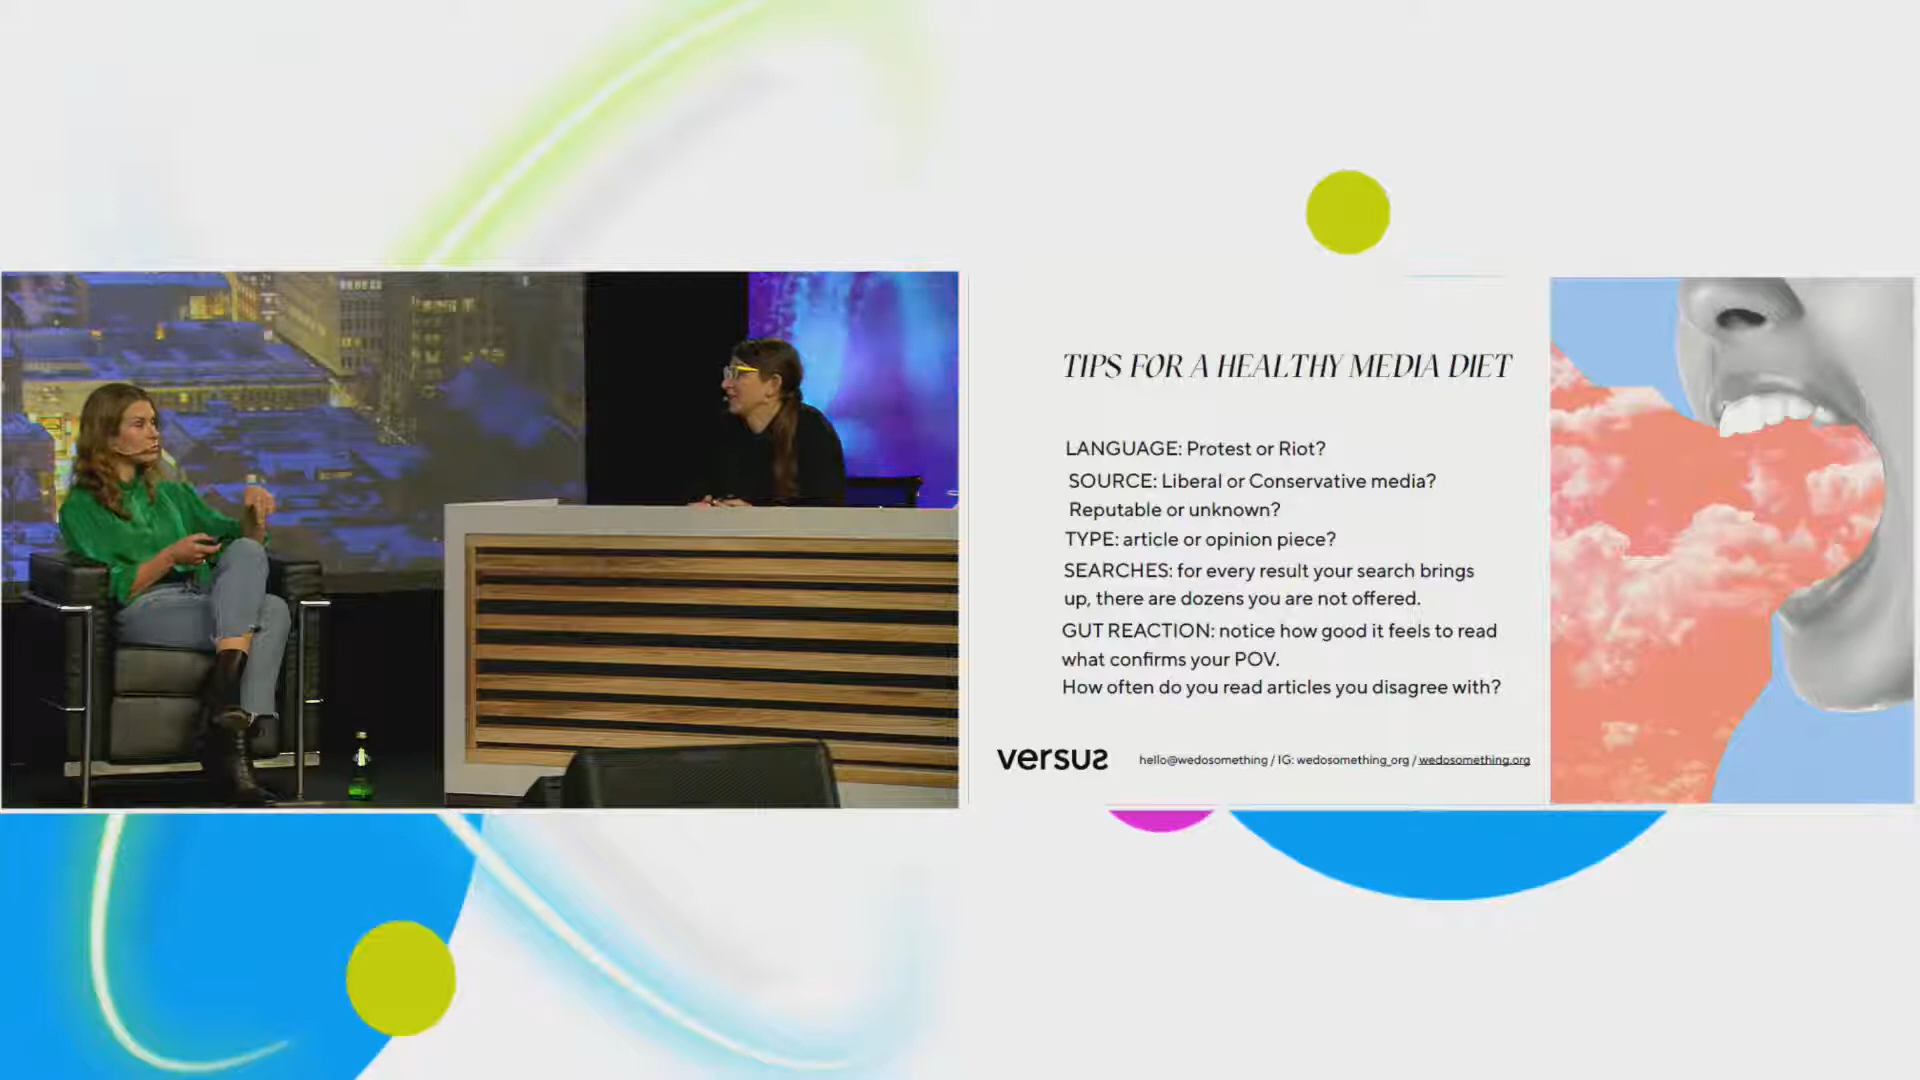 TIPS FOR A HEALTHY MEDIA DIET
LANGUAGE: Protest or Riot?
SOURCE: Liberal or Conservative media?
Reputable or unknown?
TYPE: article or opinion piece?
SEARCHES: for every result your search brings
up, there are dozens you are not offered.
GUT REACTION: notice how good it feels to read
what confirms your POV.
How often do you read articles you disagree with?
versus hello@wedosomething / IG: wedosomething_org / wedosomething.org